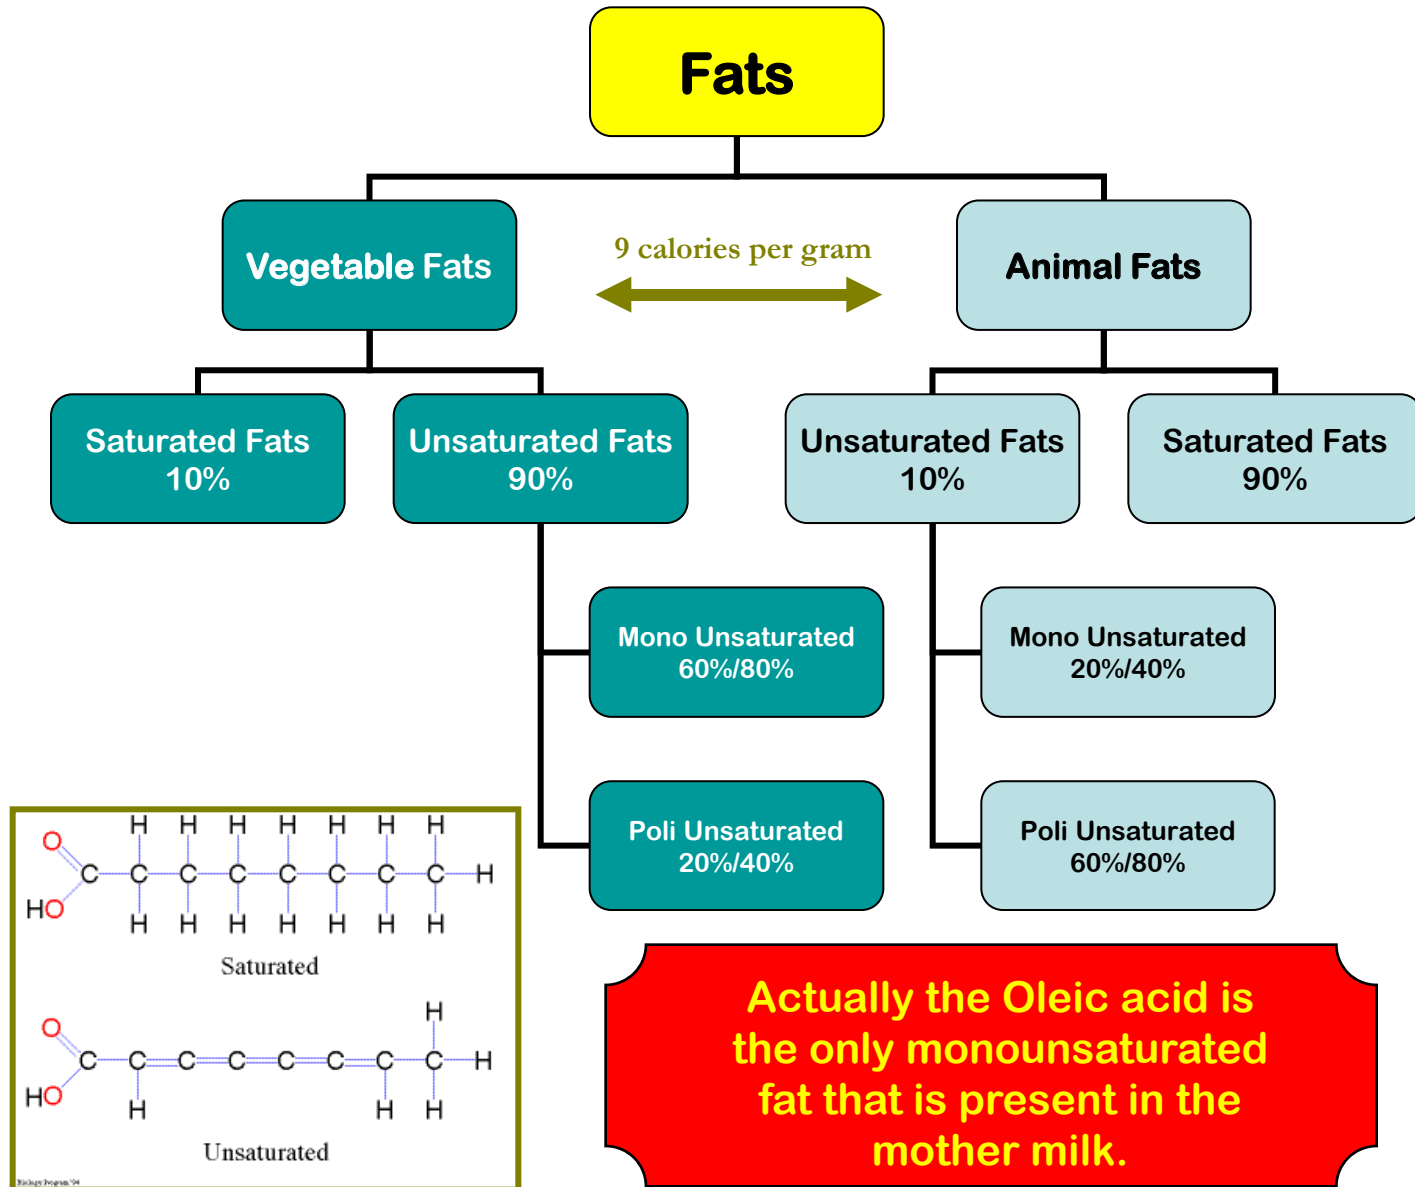 Fats
Vegetable Fats
9 calories per gram
Animal Fats
Saturated Fats
10%
Unsaturated Fats
90%
Unsaturated Fats
10%
Saturated Fats
90%
Mono Unsaturated
60%/80%
Mono Unsaturated
20%/40%
Poli Unsaturated
20%/40%
Poli Unsaturated
60%/80%
H H H H H H H
O
C C C C C C C C H
HO
H H H H H H H
Saturated
H
O
C C C C C C C C H
HO
H H H
Unsaturated
Actually the Oleic acid is
the only monounsaturated
fat that is present in the
mother milk.